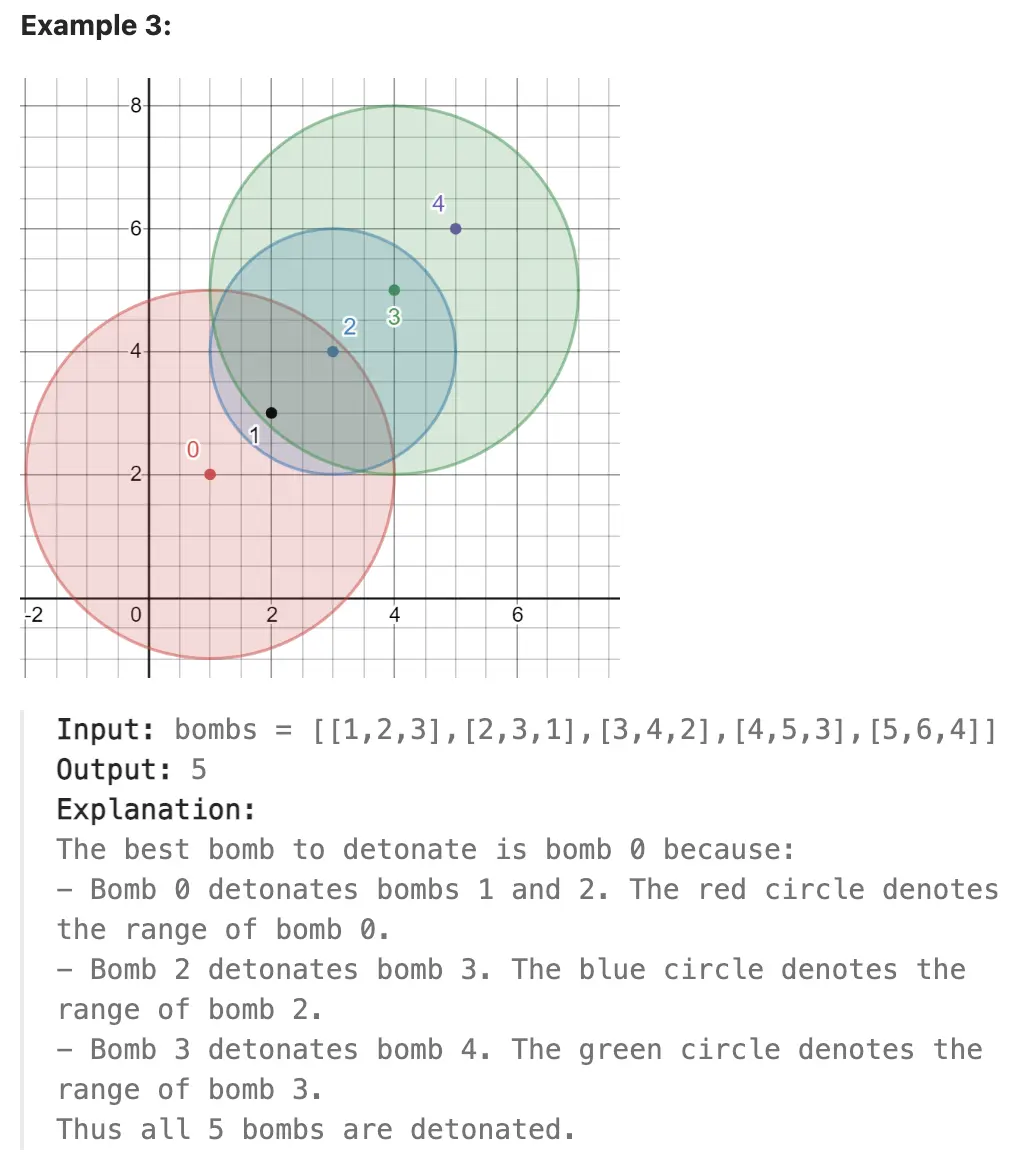 Example 3:
8
4
6
3
2
4
1
0
2
-2 0 2 4 6
Input: bombs = [[1,2,3],[2,3,1],[3,4,2],[4,5,3],[5,6,4]]
Output: 5
Explanation:
The best bomb to detonate is bomb 0 because:
- Bomb 0 detonates bombs 1 and 2. The red circle denotes
the range of bomb 0.
- Bomb 2 detonates bomb 3. The blue circle denotes the
range of bomb 2.
- Bomb 3 detonates bomb 4. The green circle denotes the
range of bomb 3.
Thus all 5 bombs are detonated.